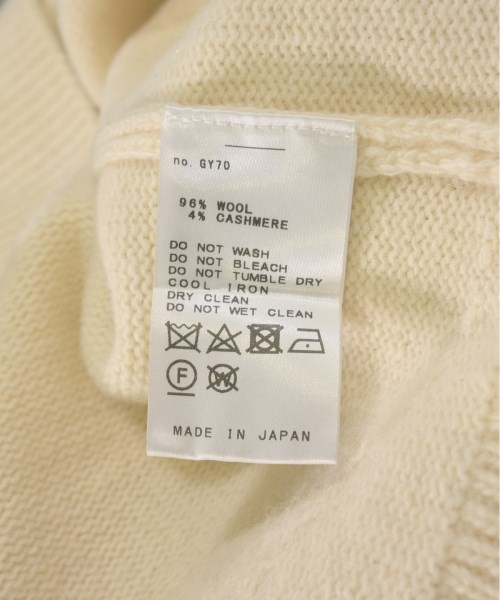 no. GY70
96% WOOL
4% CASHMERE
DO NOT WASH
DO NOT BLEACH
DO NOT TUMBLE DRY
COOL IRON
DRY CLEAN
DO NOT WET CLEAN
F W
MADE IN JAPAN